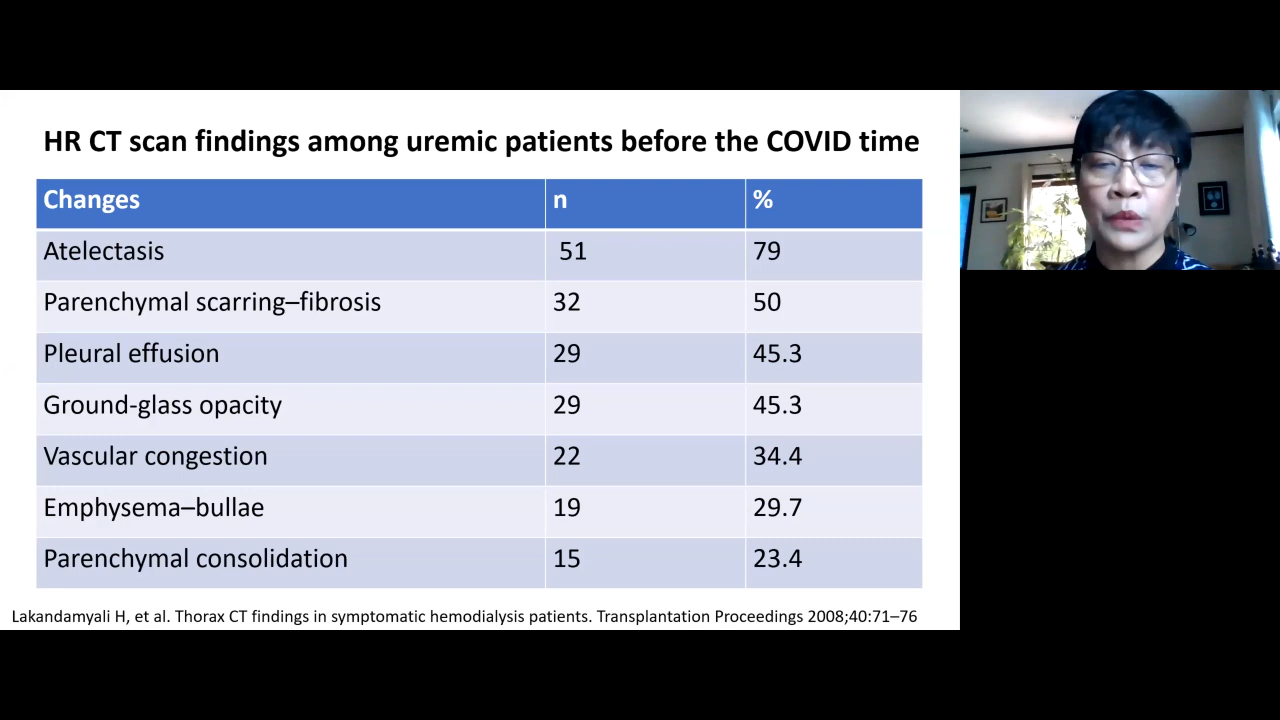 HR CT scan findings among uremic patients before the COVID time
Changes n %
Atelectasis 51 79
Parenchymal scarring–fibrosis 32 50
Pleural effusion 29 45.3
Ground-glass opacity 29 45.3
Vascular congestion 22 34.4
Emphysema–bullae 19 29.7
Parenchymal consolidation 15 23.4
Lakandamyali H, et al. Thorax CT findings in symptomatic hemodialysis patients. Transplantation Proceedings 2008;40:71–76